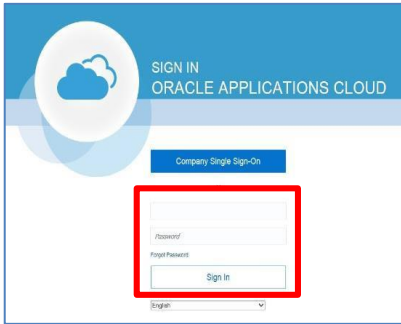 SIGN IN
ORACLE APPLICATIONS CLOUD
Company Single Sign-On
Password
Forgot Password
Sign In
English